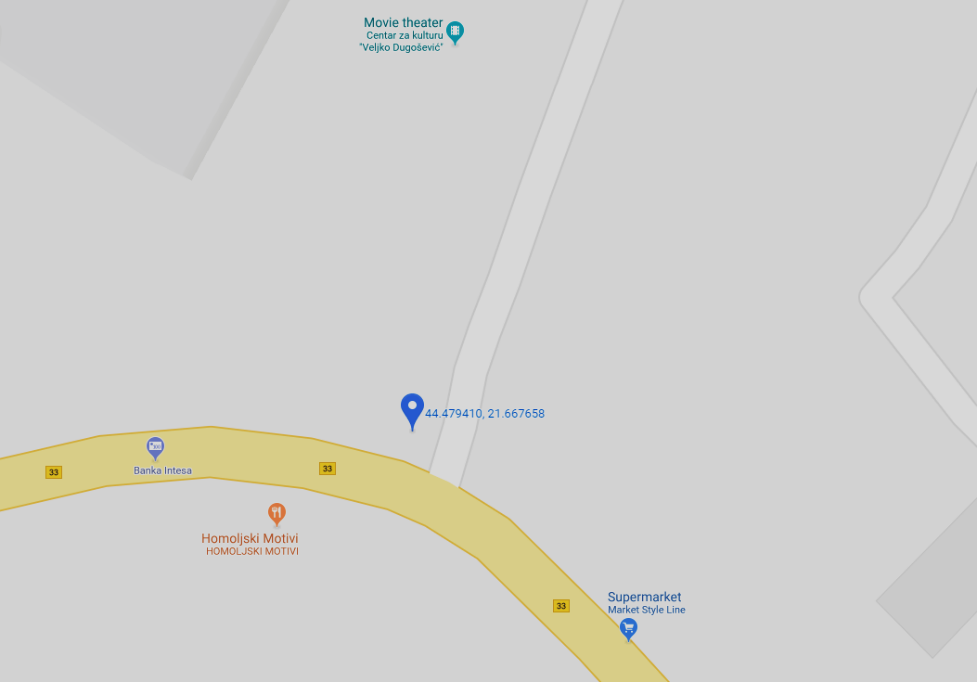 Movie theater
Centar za kulturu
"Veljko Dugošević"
44.479410, 21.667658
33
Banka Intesa
33
Homoljski Motivi
HOMOLJSKI MOTIVI
33
Supermarket
Market Style Line